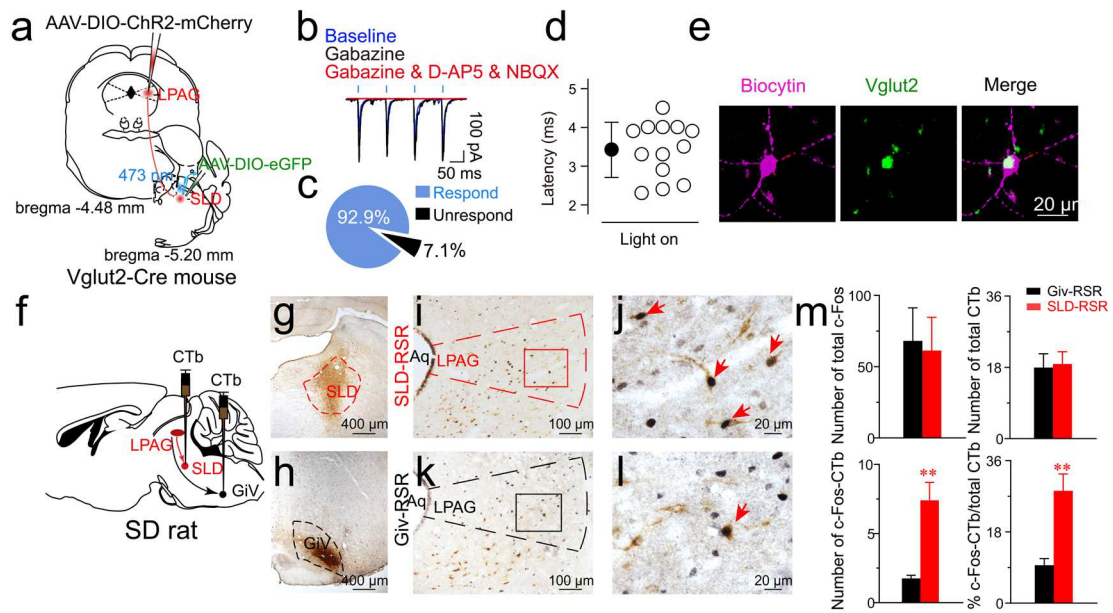 a
AAV-DIO-ChR2-mCherry
LPAG
AAV-DIO-eGFP
473 nm
SLD
bregma -4.48 mm
bregma -5.20 mm
Vglut2-Cre mouse
b
Baseline
Gabazine
Gabazine & D-AP5 & NBQX
100 pA
50 ms
c
Respond
Unrespond
92.9%
7.1%
d
Latency (ms)
5
4
3
2
Light on
e
Biocytin
Vglut2
Merge
20 µm
f
CTb
CTb
LPAG
SLD
GiV
SD rat
g
SLD
400 µm
h
GiV
400 µm
i
SLD-RSR
Aq
LPAG
100 µm
j
20 µm
k
Giv-RSR
Aq
LPAG
100 µm
l
20 µm
m
Giv-RSR
SLD-RSR
Number of total c-Fos
100
50
0
Number of total CTb
36
18
0
Number of c-Fos-CTb
10
5
0
**
% c-Fos-CTb/total CTb
36
18
0
**